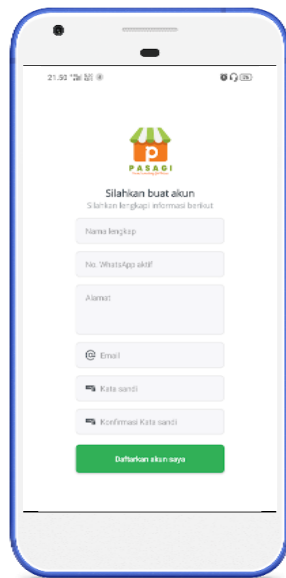 21.50
PASAGI
Silahkan buat akun
Silahkan lengkapi informasi berikut
Nama lengkap
No. WhatsApp aktif
Alamat
Email
Kata sandi
Konfirmasi Kata sandi
Daftarkan akun saya